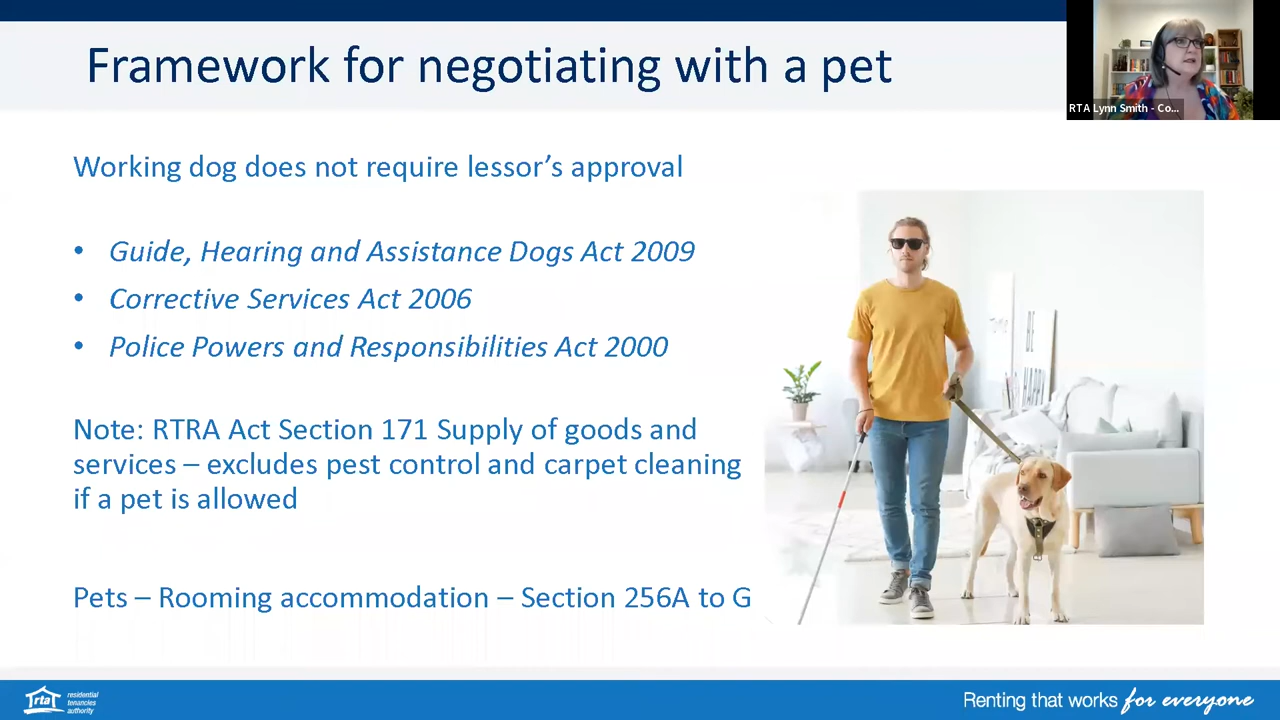 Framework for negotiating with a pet
RTA Lynn Smith - Co...
Working dog does not require lessor's approval
• Guide, Hearing and Assistance Dogs Act 2009
• Corrective Services Act 2006
• Police Powers and Responsibilities Act 2000
Note: RTRA Act Section 171 Supply of goods and
services – excludes pest control and carpet cleaning
if a pet is allowed
Pets – Rooming accommodation – Section 256A to G
BE
HAPPY
rta
residential
tenancies
authority
Renting that works for everyone